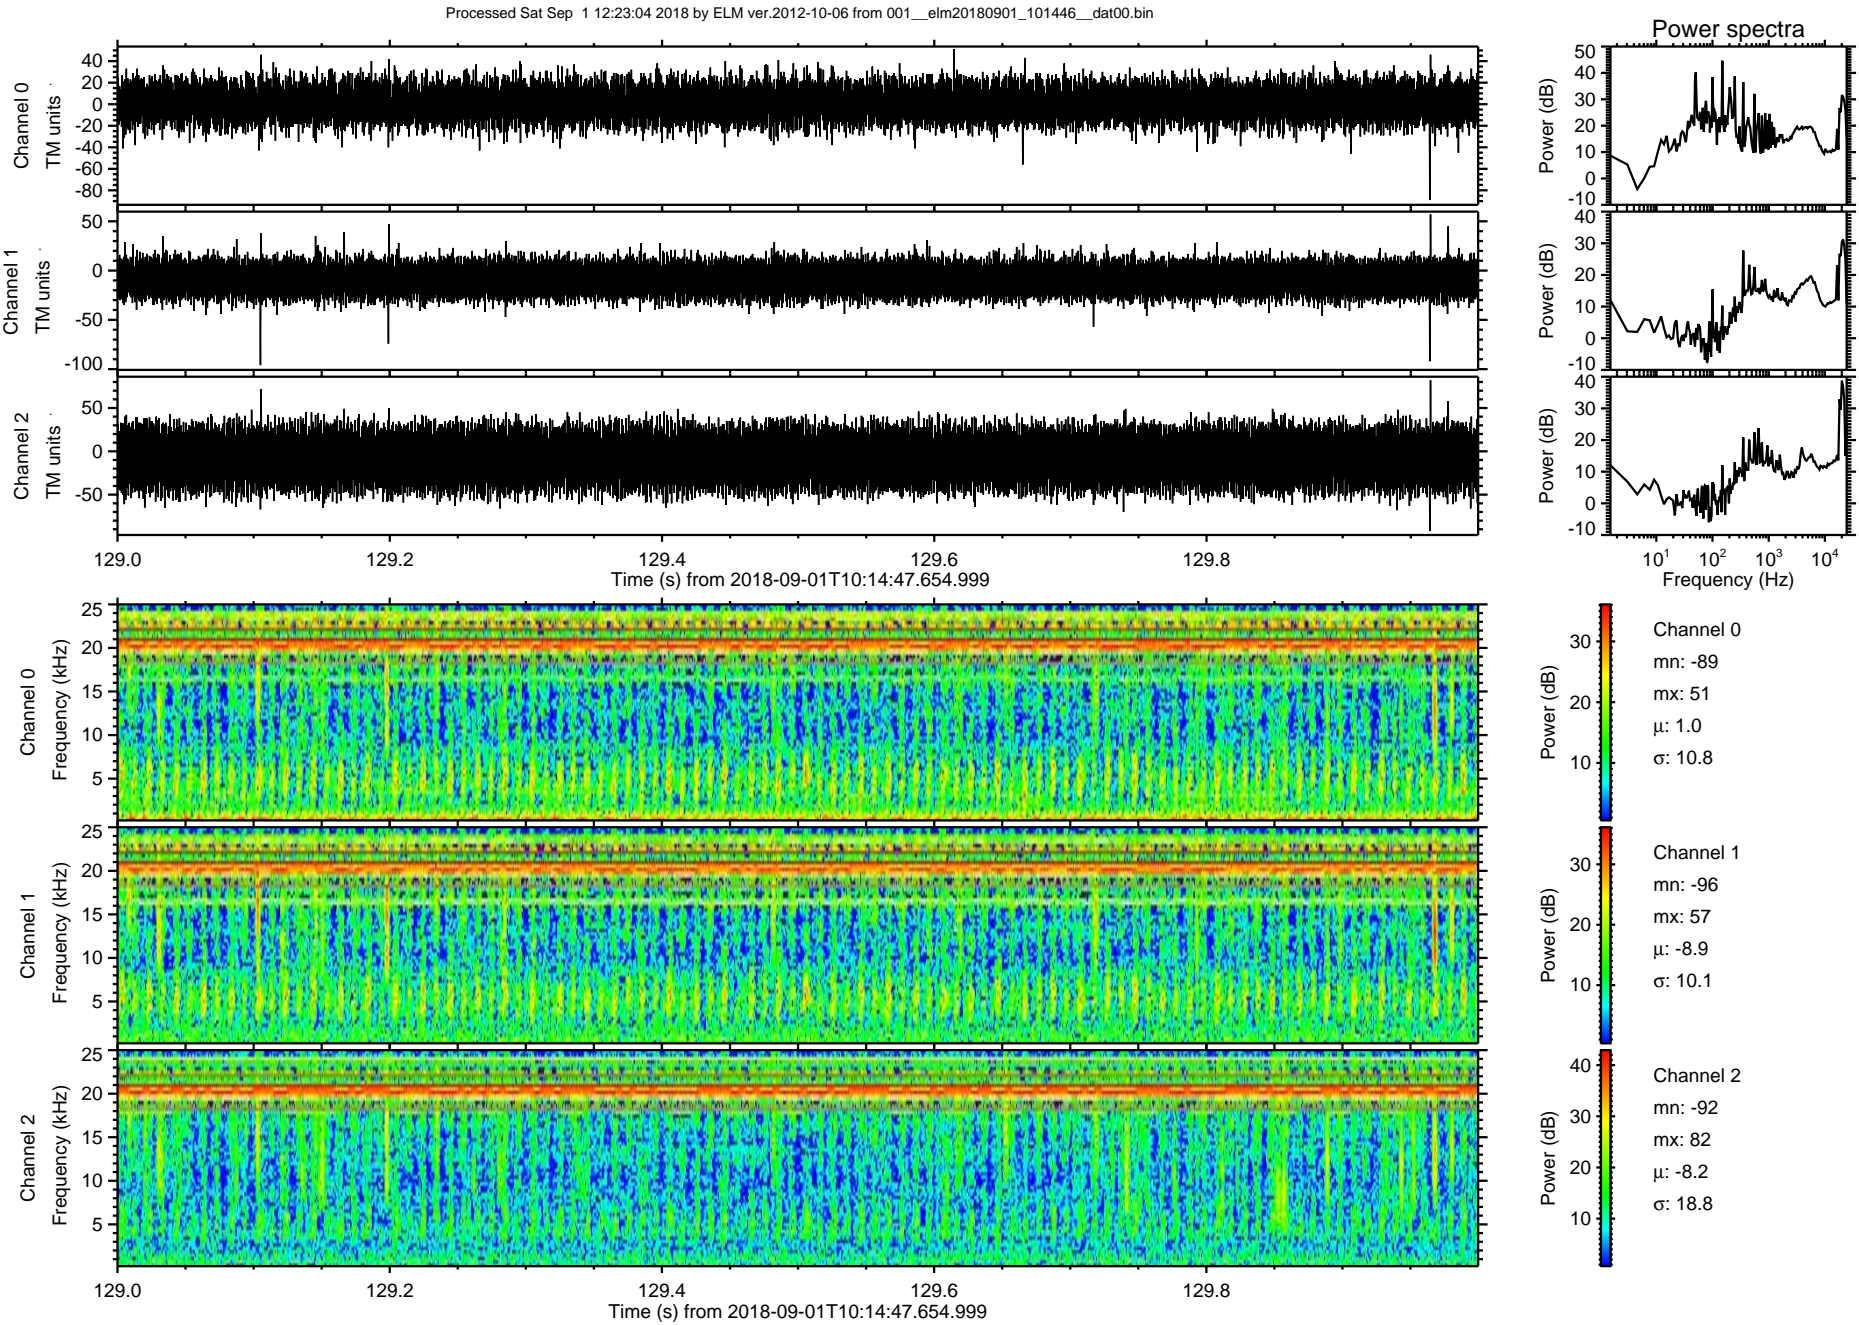 Processed Sat Sep  1 12:23:04 2018 by ELM ver.2012-10-06 from 001__elm20180901_101446__dat00.bin
Power spectra
Channel 0
TM units
40
20
0
-20
-40
-60
-80
Power (dB)
50
40
30
20
10
0
-10
Channel 1
TM units
50
0
-50
-100
Power (dB)
40
30
20
10
0
-10
Channel 2
TM units
50
0
-50
Power (dB)
40
30
20
10
0
-10
129.0 129.2 129.4 129.6 129.8
Time (s) from 2018-09-01T10:14:47.654.999
10¹ 10² 10³ 10⁴
Frequency (Hz)
Channel 0
Frequency (kHz)
25
20
15
10
5
Power (dB)
30
20
10
Channel 0
mn: -89
mx: 51
μ: 1.0
σ: 10.8
Channel 1
Frequency (kHz)
25
20
15
10
5
Power (dB)
30
20
10
Channel 1
mn: -96
mx: 57
μ: -8.9
σ: 10.1
Channel 2
Frequency (kHz)
25
20
15
10
5
Power (dB)
40
30
20
10
Channel 2
mn: -92
mx: 82
μ: -8.2
σ: 18.8
129.0 129.2 129.4 129.6 129.8
Time (s) from 2018-09-01T10:14:47.654.999